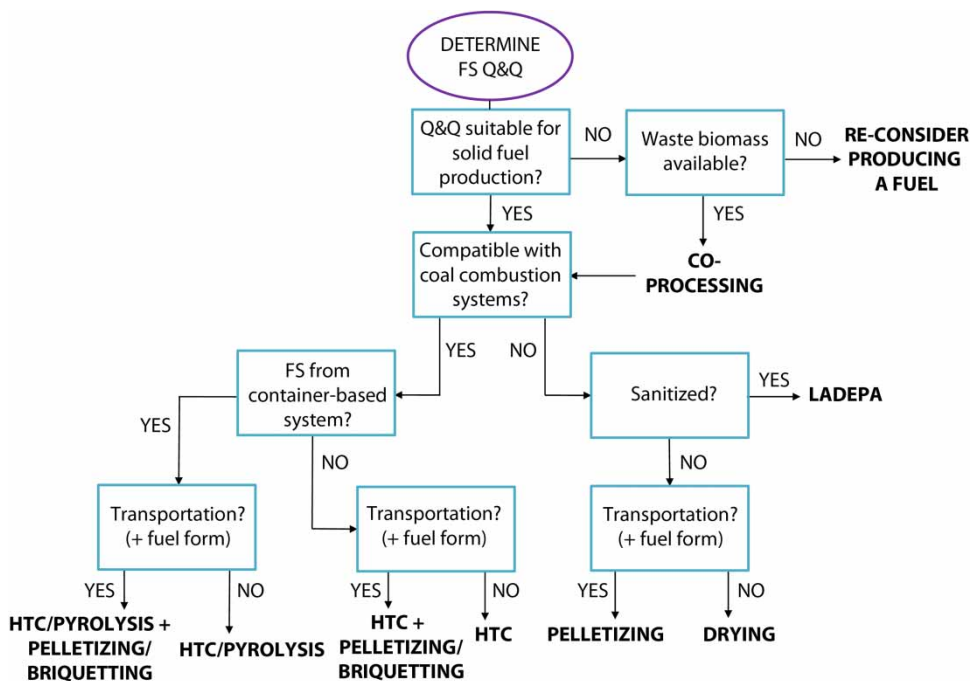 DETERMINE
FS Q&Q
Q&Q suitable for
solid fuel
production?
NO
Waste biomass
available?
NO
RE-CONSIDER
PRODUCING
A FUEL
YES
YES
Compatible with
coal combustion
systems?
CO-
PROCESSING
YES
NO
FS from
container-based
system?
Sanitized?
YES
LADEPA
YES
NO
NO
Transportation?
(+ fuel form)
Transportation?
(+ fuel form)
Transportation?
(+ fuel form)
YES
NO
YES
NO
YES
NO
HTC/PYROLYSIS +
PELLETIZING/
BRIQUETTING
HTC/PYROLYSIS
HTC +
PELLETIZING/
BRIQUETTING
HTC
PELLETIZING
DRYING